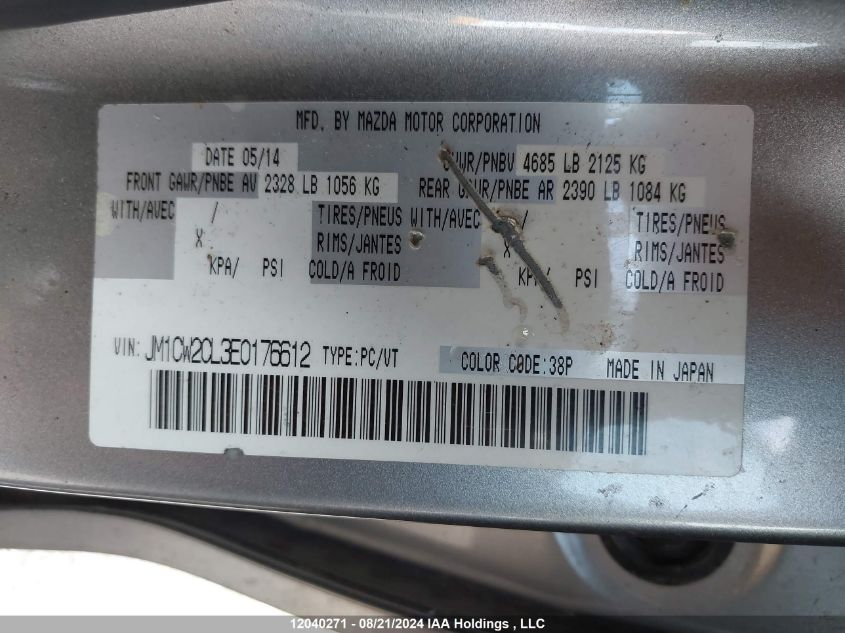 MFD. BY MAZDA MOTOR CORPORATION
DATE 05/14 GVWR/PNBV 4685 LB 2125 KG
FRONT GAWR/PNBE AV 2328 LB 1056 KG REAR GAWR/PNBE AR 2390 LB 1084 KG
WITH/AVEC / TIRES/PNEUS WITH/AVEC / TIRES/PNEUS
X RIMS/JANTES X RIMS/JANTES
KPA/ PSI COLD/A FROID KPA/ PSI COLD/A FROID
VIN: JM1CW2CL3E0176612 TYPE:PC/VT COLOR CODE:38P MADE IN JAPAN
12040271 - 08/21/2024 IAA Holdings , LLC